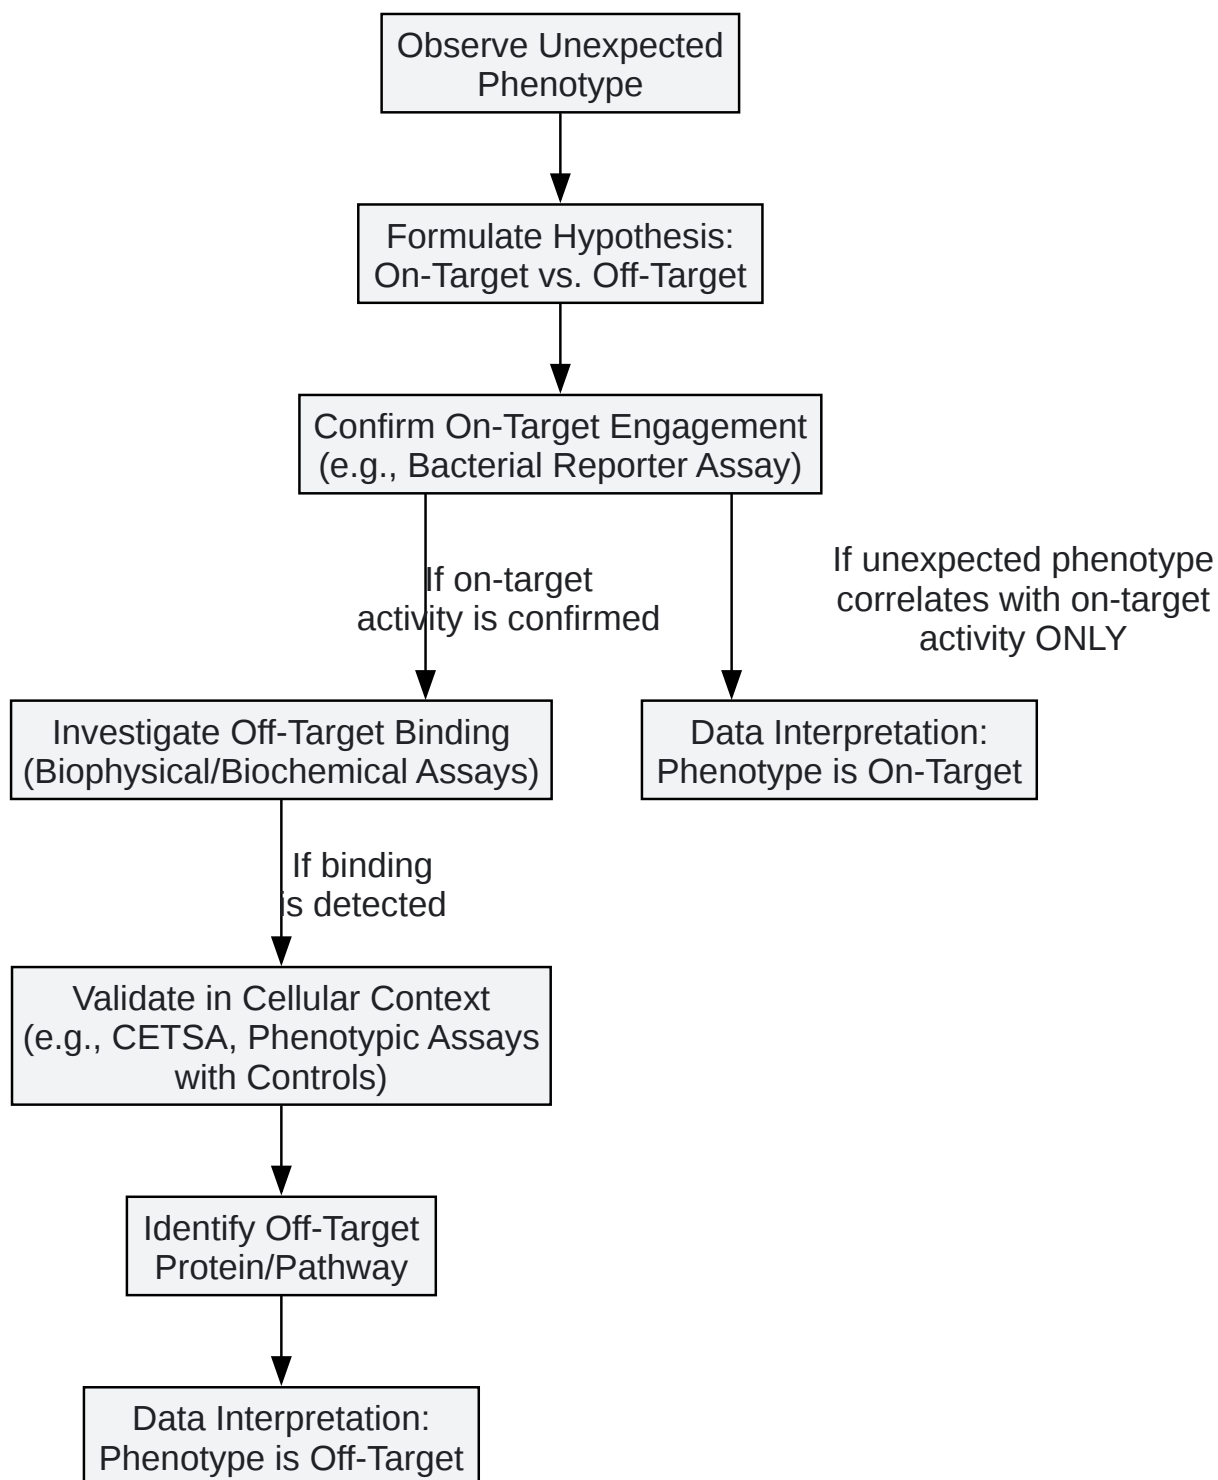 Observe Unexpected
Phenotype
Formulate Hypothesis:
On-Target vs. Off-Target
Confirm On-Target Engagement
(e.g., Bacterial Reporter Assay)
If on-target
activity is confirmed
If unexpected phenotype
correlates with on-target
activity ONLY
Investigate Off-Target Binding
(Biophysical/Biochemical Assays)
Data Interpretation:
Phenotype is On-Target
If binding
is detected
Validate in Cellular Context
(e.g., CETSA, Phenotypic Assays
with Controls)
Identify Off-Target
Protein/Pathway
Data Interpretation:
Phenotype is Off-Target